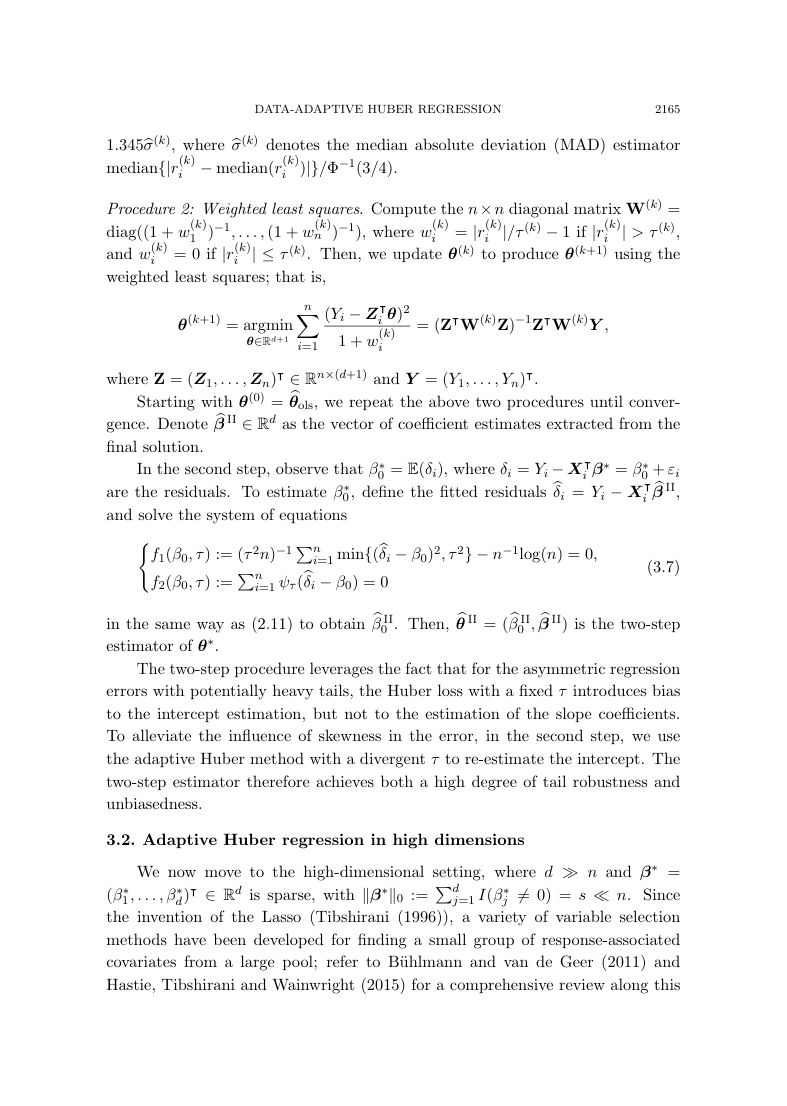 DATA-ADAPTIVE HUBER REGRESSION 2165
1.345σ̂^(k), where σ̂^(k) denotes the median absolute deviation (MAD) estimator
median{|r_i^(k) − median(r_i^(k))|}/Φ^−1(3/4).
Procedure 2: Weighted least squares. Compute the n×n diagonal matrix W^(k) =
diag((1 + w_1^(k))^−1, . . . , (1 + w_n^(k))^−1), where w_i^(k) = |r_i^(k)|/τ^(k) − 1 if |r_i^(k)| > τ^(k),
and w_i^(k) = 0 if |r_i^(k)| ≤ τ^(k). Then, we update θ^(k) to produce θ^(k+1) using the
weighted least squares; that is,
θ^(k+1) = argmin_{θ∈ℝ^{d+1}} ∑_{i=1}^n (Y_i − Z_i^⊺θ)^2 / (1 + w_i^(k)) = (Z^⊺W^(k)Z)^−1Z^⊺W^(k)Y,
where Z = (Z_1, . . . , Z_n)^⊺ ∈ ℝ^{n×(d+1)} and Y = (Y_1, . . . , Y_n)^⊺.
Starting with θ^(0) = θ̂_ols, we repeat the above two procedures until conver-
gence. Denote β̂^II ∈ ℝ^d as the vector of coefficient estimates extracted from the
final solution.
In the second step, observe that β_0^* = 𝔼(δ_i), where δ_i = Y_i − X_i^⊺β^* = β_0^* + ε_i
are the residuals. To estimate β_0^*, define the fitted residuals δ̂_i = Y_i − X_i^⊺β̂^II,
and solve the system of equations
f_1(β_0, τ) := (τ^2n)^−1 ∑_{i=1}^n min{(δ̂_i − β_0)^2, τ^2} − n^−1log(n) = 0,
f_2(β_0, τ) := ∑_{i=1}^n ψ_τ(δ̂_i − β_0) = 0
(3.7)
in the same way as (2.11) to obtain β̂_0^II. Then, θ̂^II = (β̂_0^II, β̂^II) is the two-step
estimator of θ^*.
The two-step procedure leverages the fact that for the asymmetric regression
errors with potentially heavy tails, the Huber loss with a fixed τ introduces bias
to the intercept estimation, but not to the estimation of the slope coefficients.
To alleviate the influence of skewness in the error, in the second step, we use
the adaptive Huber method with a divergent τ to re-estimate the intercept. The
two-step estimator therefore achieves both a high degree of tail robustness and
unbiasedness.
3.2. Adaptive Huber regression in high dimensions
We now move to the high-dimensional setting, where d ≫ n and β^* =
(β_1^*, . . . , β_d^*)^⊺ ∈ ℝ^d is sparse, with ‖β^*‖_0 := ∑_{j=1}^d I(β_j^* ≠ 0) = s ≪ n. Since
the invention of the Lasso (Tibshirani (1996)), a variety of variable selection
methods have been developed for finding a small group of response-associated
covariates from a large pool; refer to Bühlmann and van de Geer (2011) and
Hastie, Tibshirani and Wainwright (2015) for a comprehensive review along this